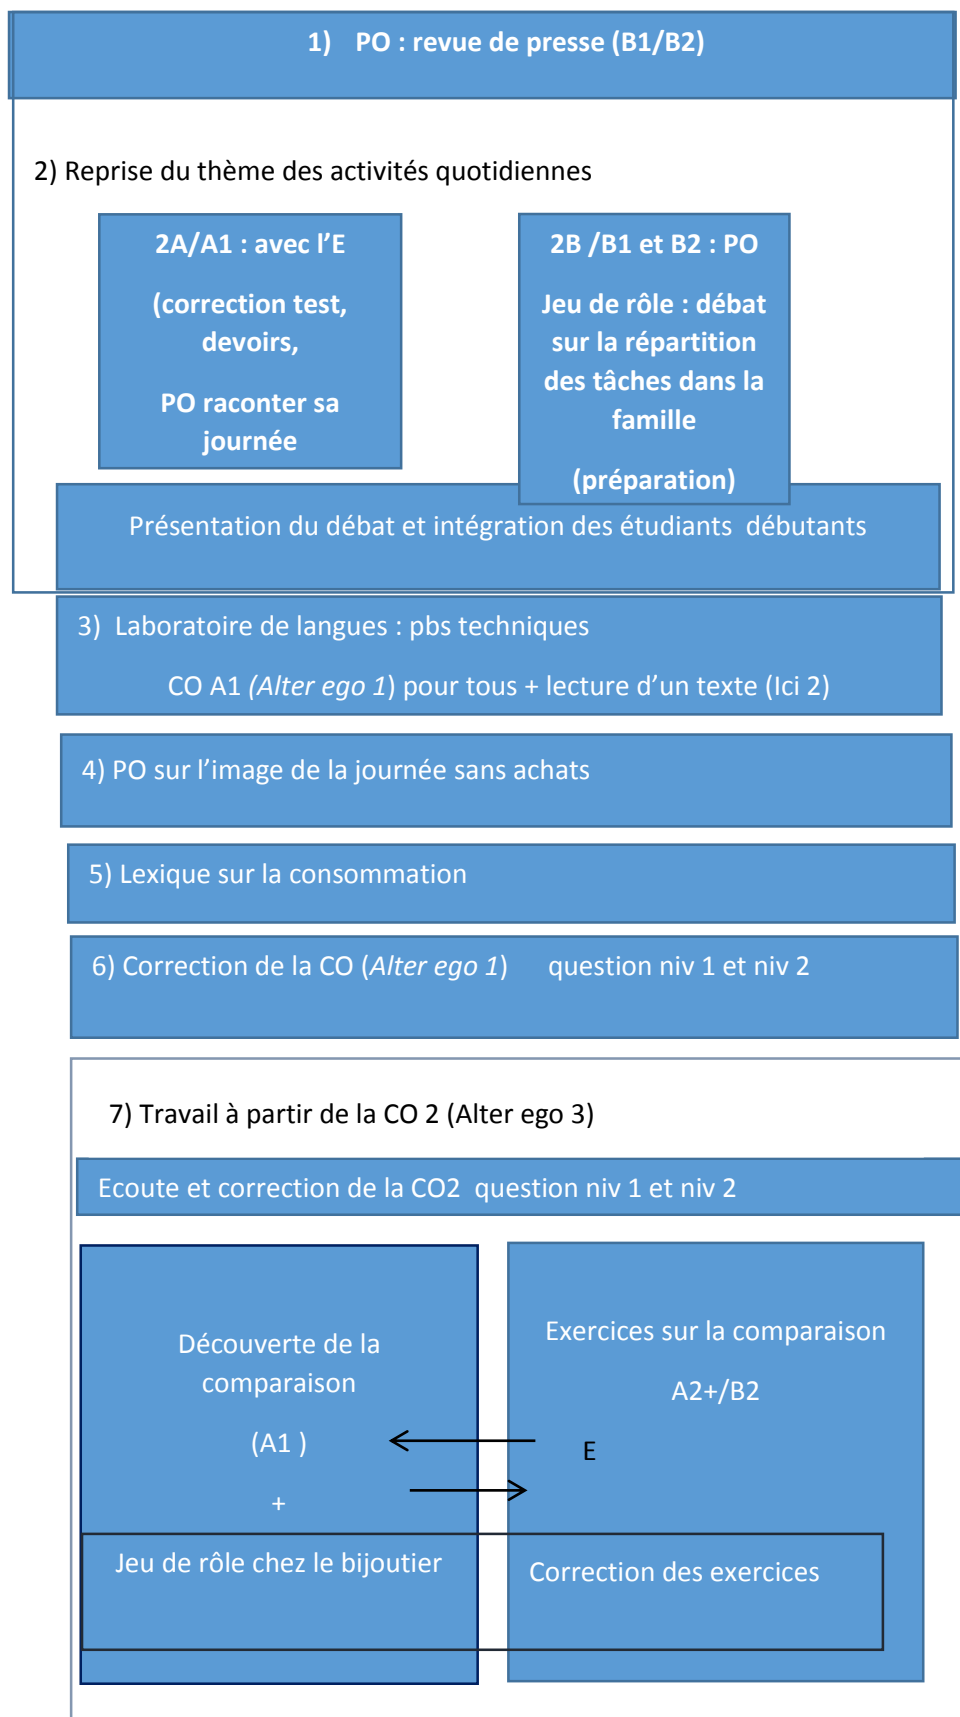 1) PO : revue de presse (B1/B2)
2) Reprise du thème des activités quotidiennes
2A/A1 : avec l’E
(correction test,
devoirs,
PO raconter sa
journée
2B /B1 et B2 : PO
Jeu de rôle : débat
sur la répartition
des tâches dans la
famille
(préparation)
Présentation du débat et intégration des étudiants débutants
3) Laboratoire de langues : pbs techniques
CO A1 (Alter ego 1) pour tous + lecture d’un texte (Ici 2)
4) PO sur l’image de la journée sans achats
5) Lexique sur la consommation
6) Correction de la CO (Alter ego 1) question niv 1 et niv 2
7) Travail à partir de la CO 2 (Alter ego 3)
Ecoute et correction de la CO2 question niv 1 et niv 2
Découverte de la
comparaison
(A1 )
+
Jeu de rôle chez le bijoutier
Exercices sur la comparaison
A2+/B2
E
Correction des exercices